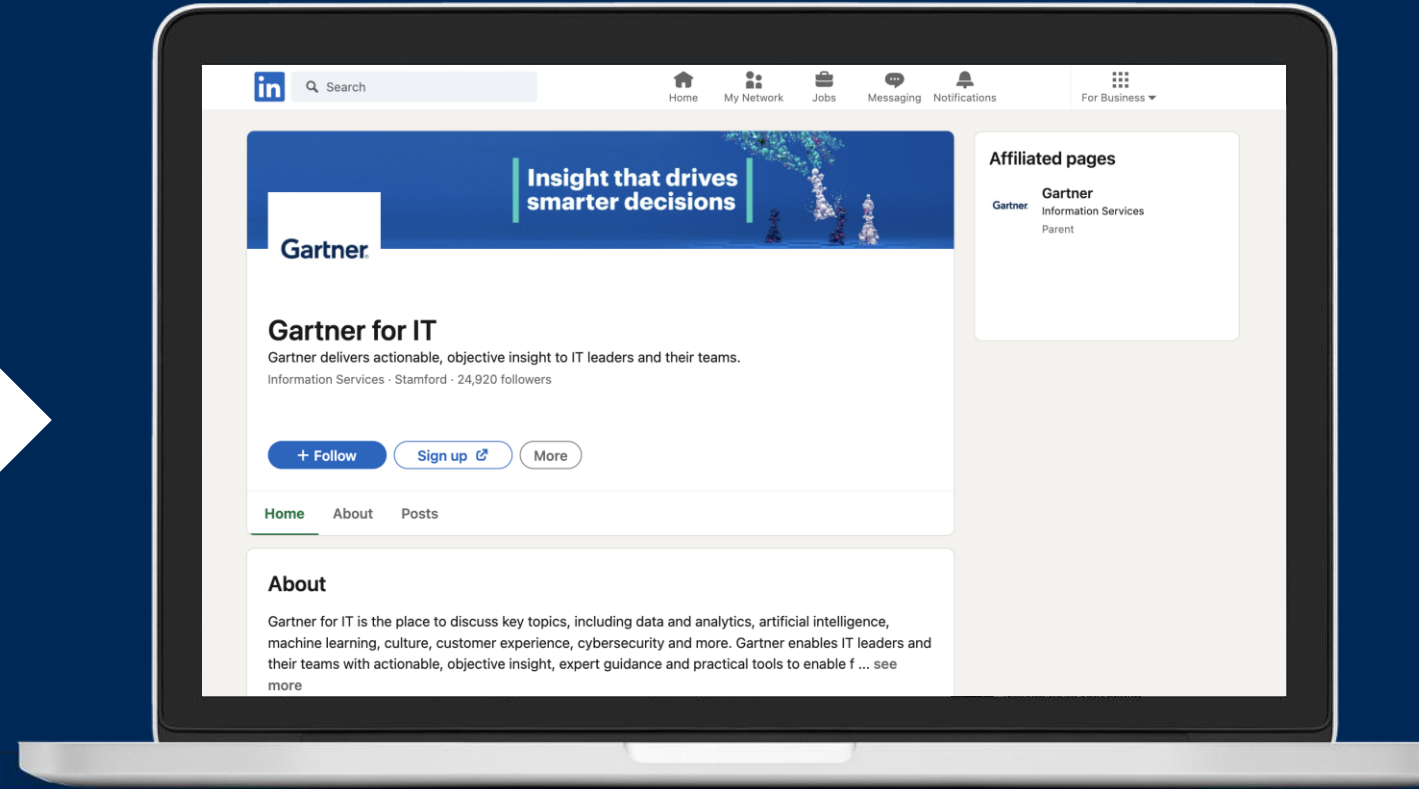 in
Search
Home
My Network
Jobs
Messaging
Notifications
For Business
Insight that drives
smarter decisions
Gartner
Gartner for IT
Gartner delivers actionable, objective insight to IT leaders and their teams.
Information Services · Stamford · 24,920 followers
+ Follow
Sign up
More
Home
About
Posts
About
Gartner for IT is the place to discuss key topics, including data and analytics, artificial intelligence,
machine learning, culture, customer experience, cybersecurity and more. Gartner enables IT leaders and
their teams with actionable, objective insight, expert guidance and practical tools to enable f ... see
more
Affiliated pages
Gartner
Gartner
Information Services
Parent